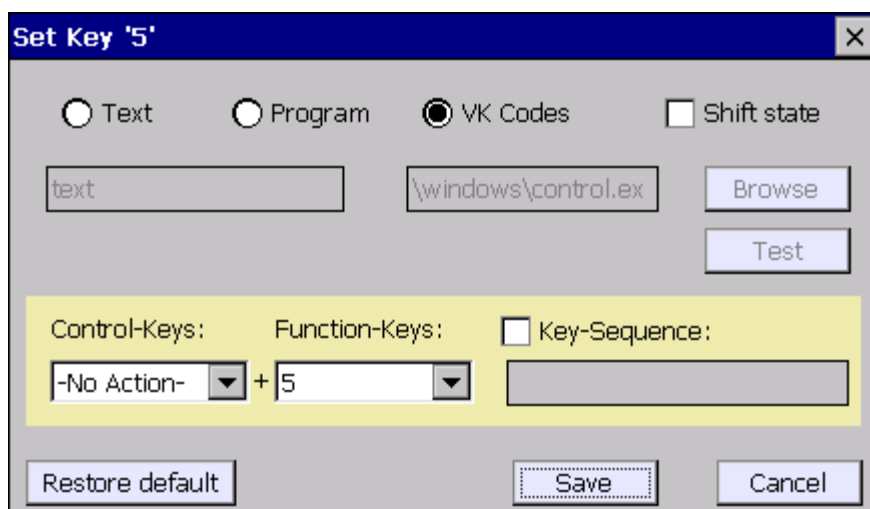 Set Key '5'
Text Program VK Codes Shift state
text \windows\control.ex Browse
Test
Control-Keys: Function-Keys: Key-Sequence:
-No Action- + 5
Restore default Save Cancel